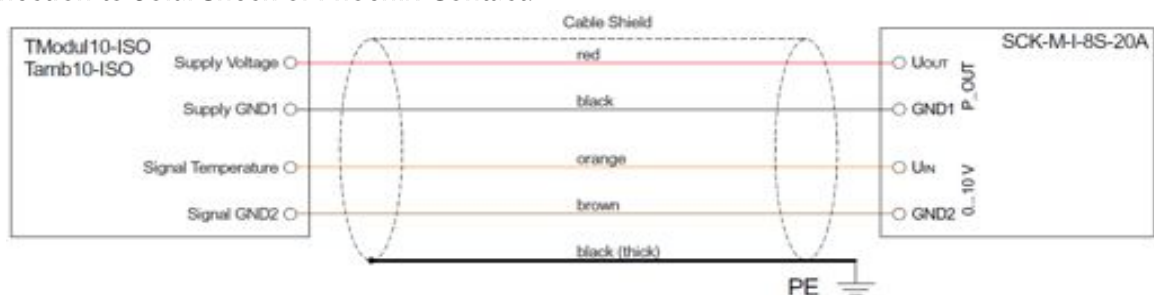 Cable Shield
TModul10-ISO
Tamb10-ISO
SCK-M-I-8S-20A
Supply Voltage
red
UOUT
Supply GND1
black
GND1
P_OUT
Signal Temperature
orange
UIN
Signal GND2
brown
GND2
0...10 V
black (thick)
PE